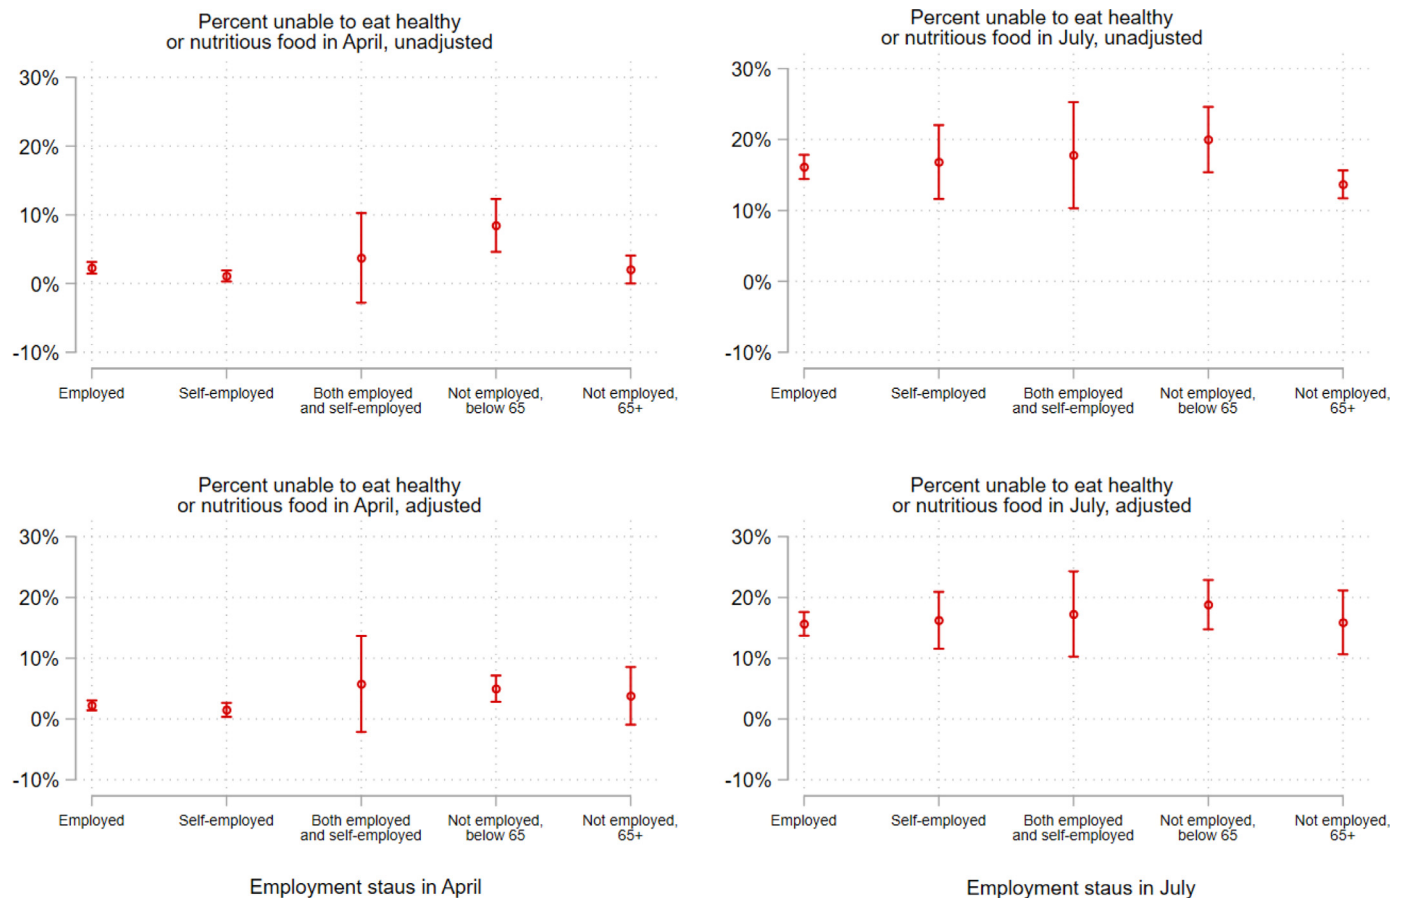 Percent unable to eat healthy
or nutritious food in April, unadjusted
30%
20%
10%
0%
-10%
Employed
Self-employed
Both employed
and self-employed
Not employed,
below 65
Not employed,
65+
Percent unable to eat healthy
or nutritious food in July, unadjusted
30%
20%
10%
0%
-10%
Employed
Self-employed
Both employed
and self-employed
Not employed,
below 65
Not employed,
65+
Percent unable to eat healthy
or nutritious food in April, adjusted
30%
20%
10%
0%
-10%
Employed
Self-employed
Both employed
and self-employed
Not employed,
below 65
Not employed,
65+
Employment staus in April
Percent unable to eat healthy
or nutritious food in July, adjusted
30%
20%
10%
0%
-10%
Employed
Self-employed
Both employed
and self-employed
Not employed,
below 65
Not employed,
65+
Employment staus in July